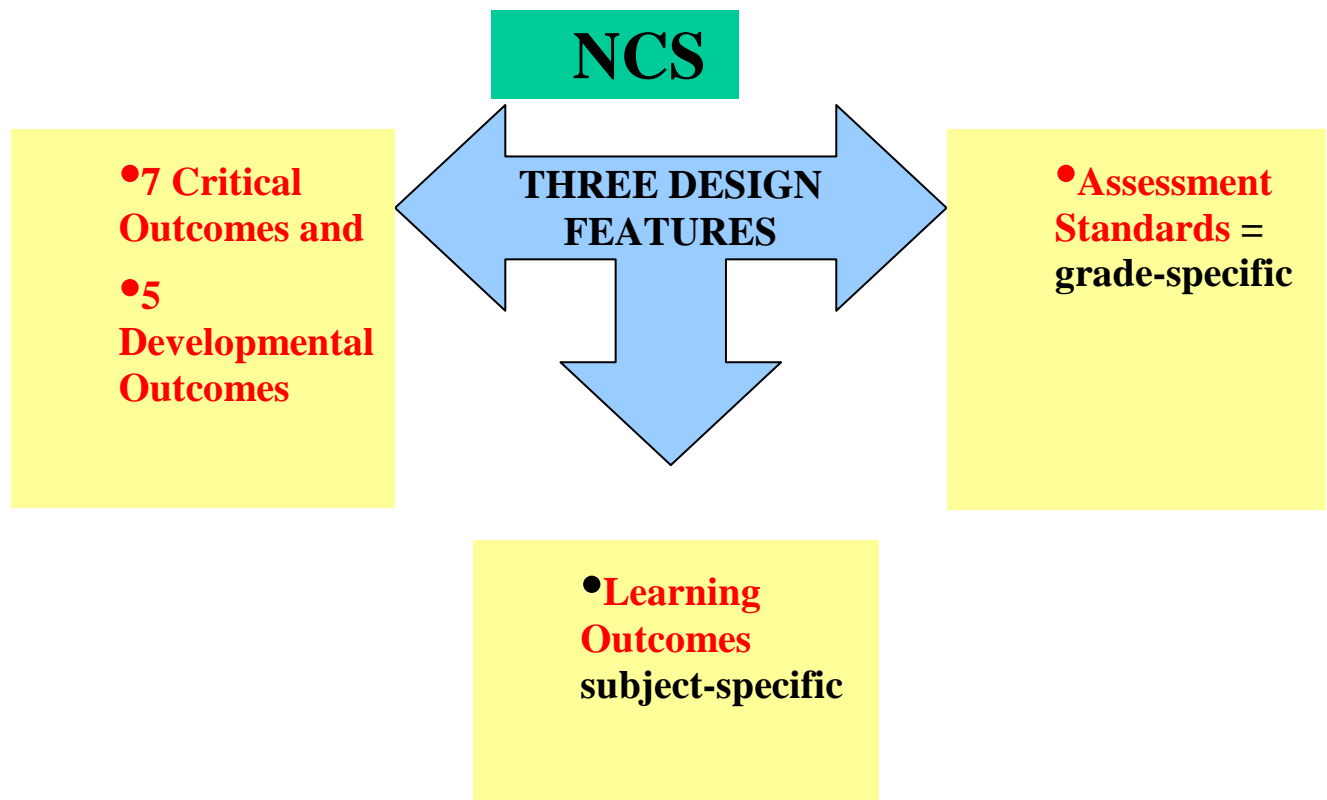 NCS
THREE DESIGN
FEATURES
•7 Critical
Outcomes and
•5
Developmental
Outcomes
•Assessment
Standards =
grade-specific
•Learning
Outcomes
subject-specific